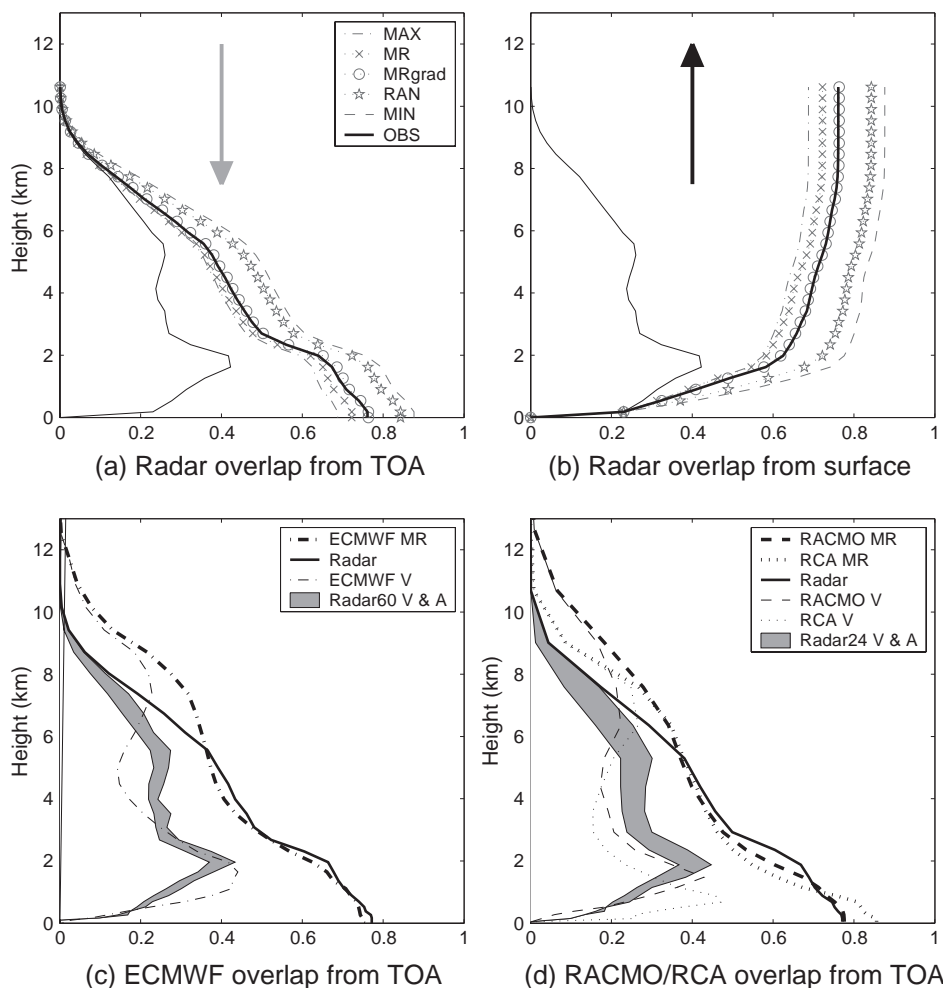 12
10
8
6
4
2
0
Height (km)
MAX
MR
MRgrad
RAN
MIN
OBS
0 0.2 0.4 0.6 0.8 1
(a) Radar overlap from TOA
12
10
8
6
4
2
0
0 0.2 0.4 0.6 0.8 1
(b) Radar overlap from surface
12
10
8
6
4
2
0
Height (km)
ECMWF MR
Radar
ECMWF V
Radar60 V & A
0 0.2 0.4 0.6 0.8 1
(c) ECMWF overlap from TOA
12
10
8
6
4
2
0
Height (km)
RACMO MR
RCA MR
Radar
RACMO V
RCA V
Radar24 V & A
0 0.2 0.4 0.6 0.8 1
(d) RACMO/RCA overlap from TOA